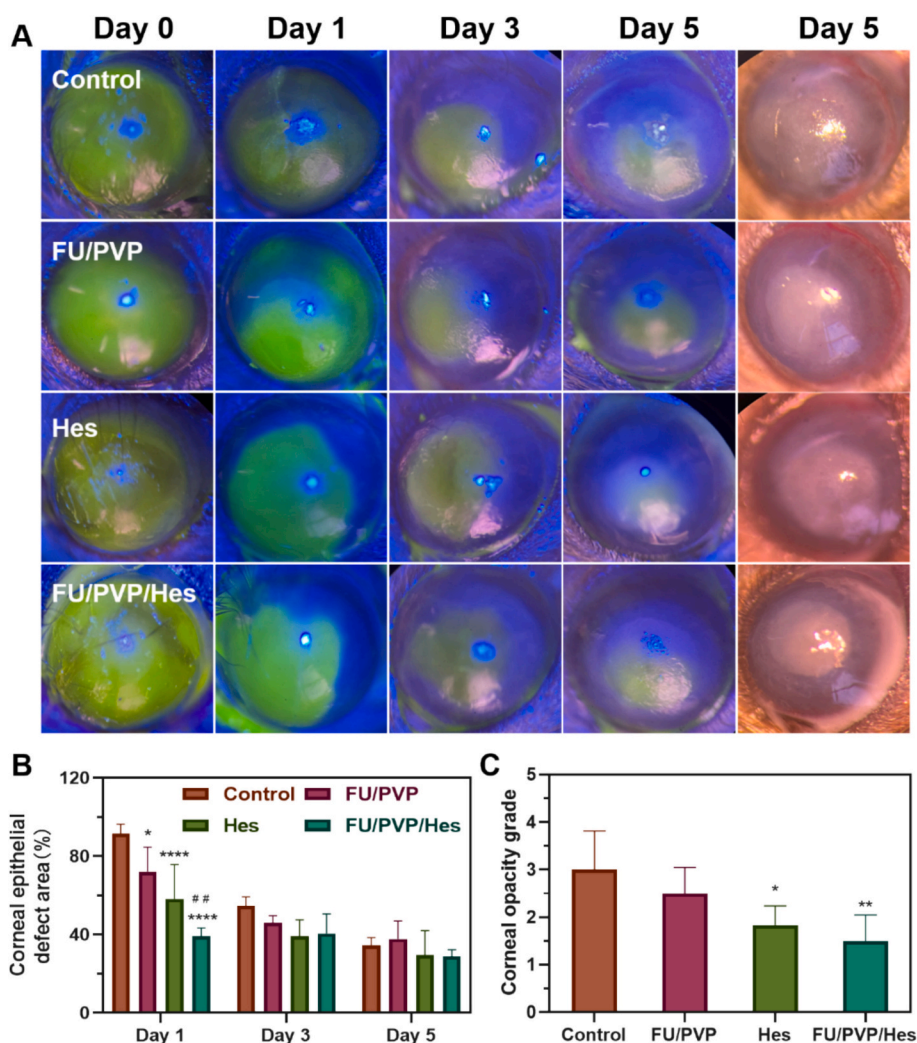 A
Day 0 Day 1 Day 3 Day 5 Day 5
Control
FU/PVP
Hes
FU/PVP/Hes
B
Corneal epithelial
defect area (%)
120
80
40
0
Control FU/PVP
Hes FU/PVP/Hes
*
****
# #
****
Day 1 Day 3 Day 5
C
Corneal opacity grade
5
4
3
2
1
0
*
**
Control FU/PVP Hes FU/PVP/Hes